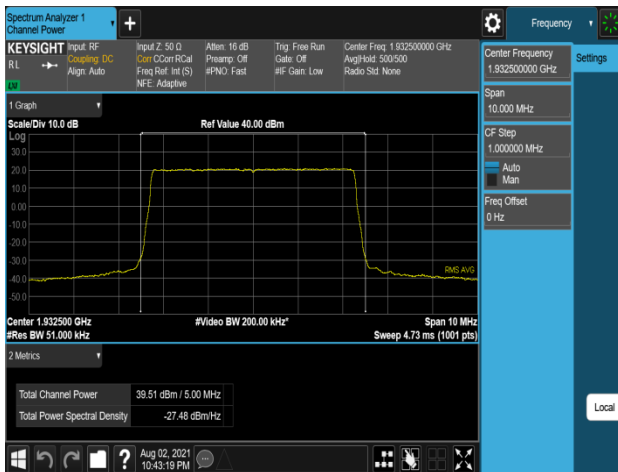 Spectrum Analyzer 1
Channel Power
+
Frequency
KEYSIGHT
RL
Input: RF
Coupling: DC
Align: Auto
Input Z: 50 Ω
Corr CCorr RCal
Freq Ref: Int (S)
NFE: Adaptive
Atten: 16 dB
Preamp: Off
#PNO: Fast
Trig: Free Run
Gate: Off
#IF Gain: Low
Center Freq: 1.932500000 GHz
Avg|Hold: 500/500
Radio Std: None
1 Graph
Scale/Div 10.0 dB
Ref Value 40.00 dBm
Log
30.0
20.0
10.0
0.00
-10.0
-20.0
-30.0
-40.0
-50.0
RMS AVG
Center 1.932500 GHz
#Video BW 200.00 kHz*
Span 10 MHz
#Res BW 51.000 kHz
Sweep 4.73 ms (1001 pts)
2 Metrics
Total Channel Power 39.51 dBm / 5.00 MHz
Total Power Spectral Density -27.48 dBm/Hz
?
Aug 02, 2021
10:43:19 PM
Center Frequency
1.932500000 GHz
Span
10.000 MHz
CF Step
1.000000 MHz
Auto
Man
Freq Offset
0 Hz
Settings
Local